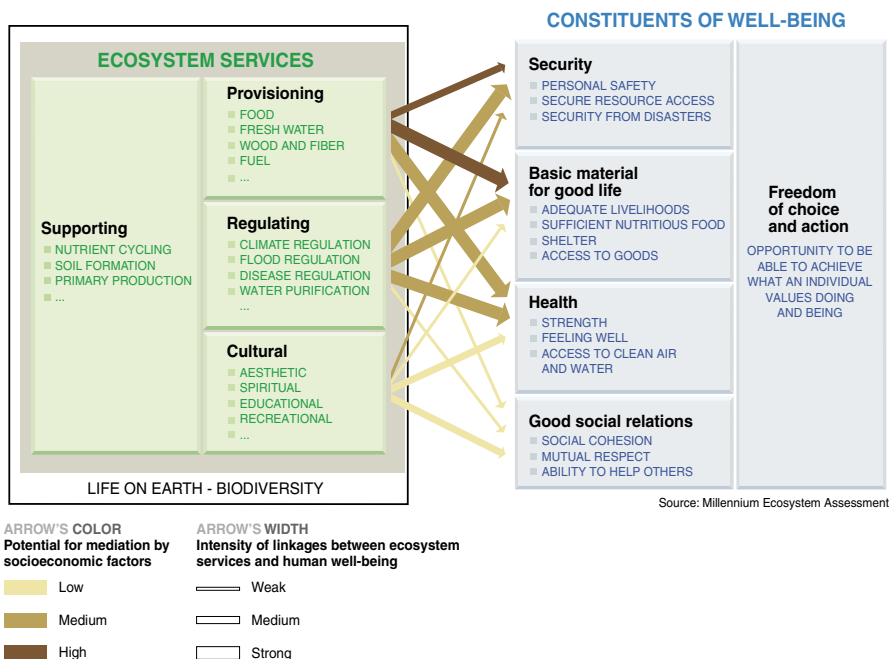 CONSTITUENTS OF WELL-BEING
ECOSYSTEM SERVICES
Supporting
NUTRIENT CYCLING
SOIL FORMATION
PRIMARY PRODUCTION
...
Provisioning
FOOD
FRESH WATER
WOOD AND FIBER
FUEL
...
Regulating
CLIMATE REGULATION
FLOOD REGULATION
DISEASE REGULATION
WATER PURIFICATION
...
Cultural
AESTHETIC
SPIRITUAL
EDUCATIONAL
RECREATIONAL
...
LIFE ON EARTH - BIODIVERSITY
Security
PERSONAL SAFETY
SECURE RESOURCE ACCESS
SECURITY FROM DISASTERS
Basic material
for good life
ADEQUATE LIVELIHOODS
SUFFICIENT NUTRITIOUS FOOD
SHELTER
ACCESS TO GOODS
Health
STRENGTH
FEELING WELL
ACCESS TO CLEAN AIR
AND WATER
Good social relations
SOCIAL COHESION
MUTUAL RESPECT
ABILITY TO HELP OTHERS
Freedom
of choice
and action
OPPORTUNITY TO BE
ABLE TO ACHIEVE
WHAT AN INDIVIDUAL
VALUES DOING
AND BEING
Source: Millennium Ecosystem Assessment
ARROW'S COLOR
Potential for mediation by
socioeconomic factors
Low
Medium
High
ARROW'S WIDTH
Intensity of linkages between ecosystem
services and human well-being
Weak
Medium
Strong